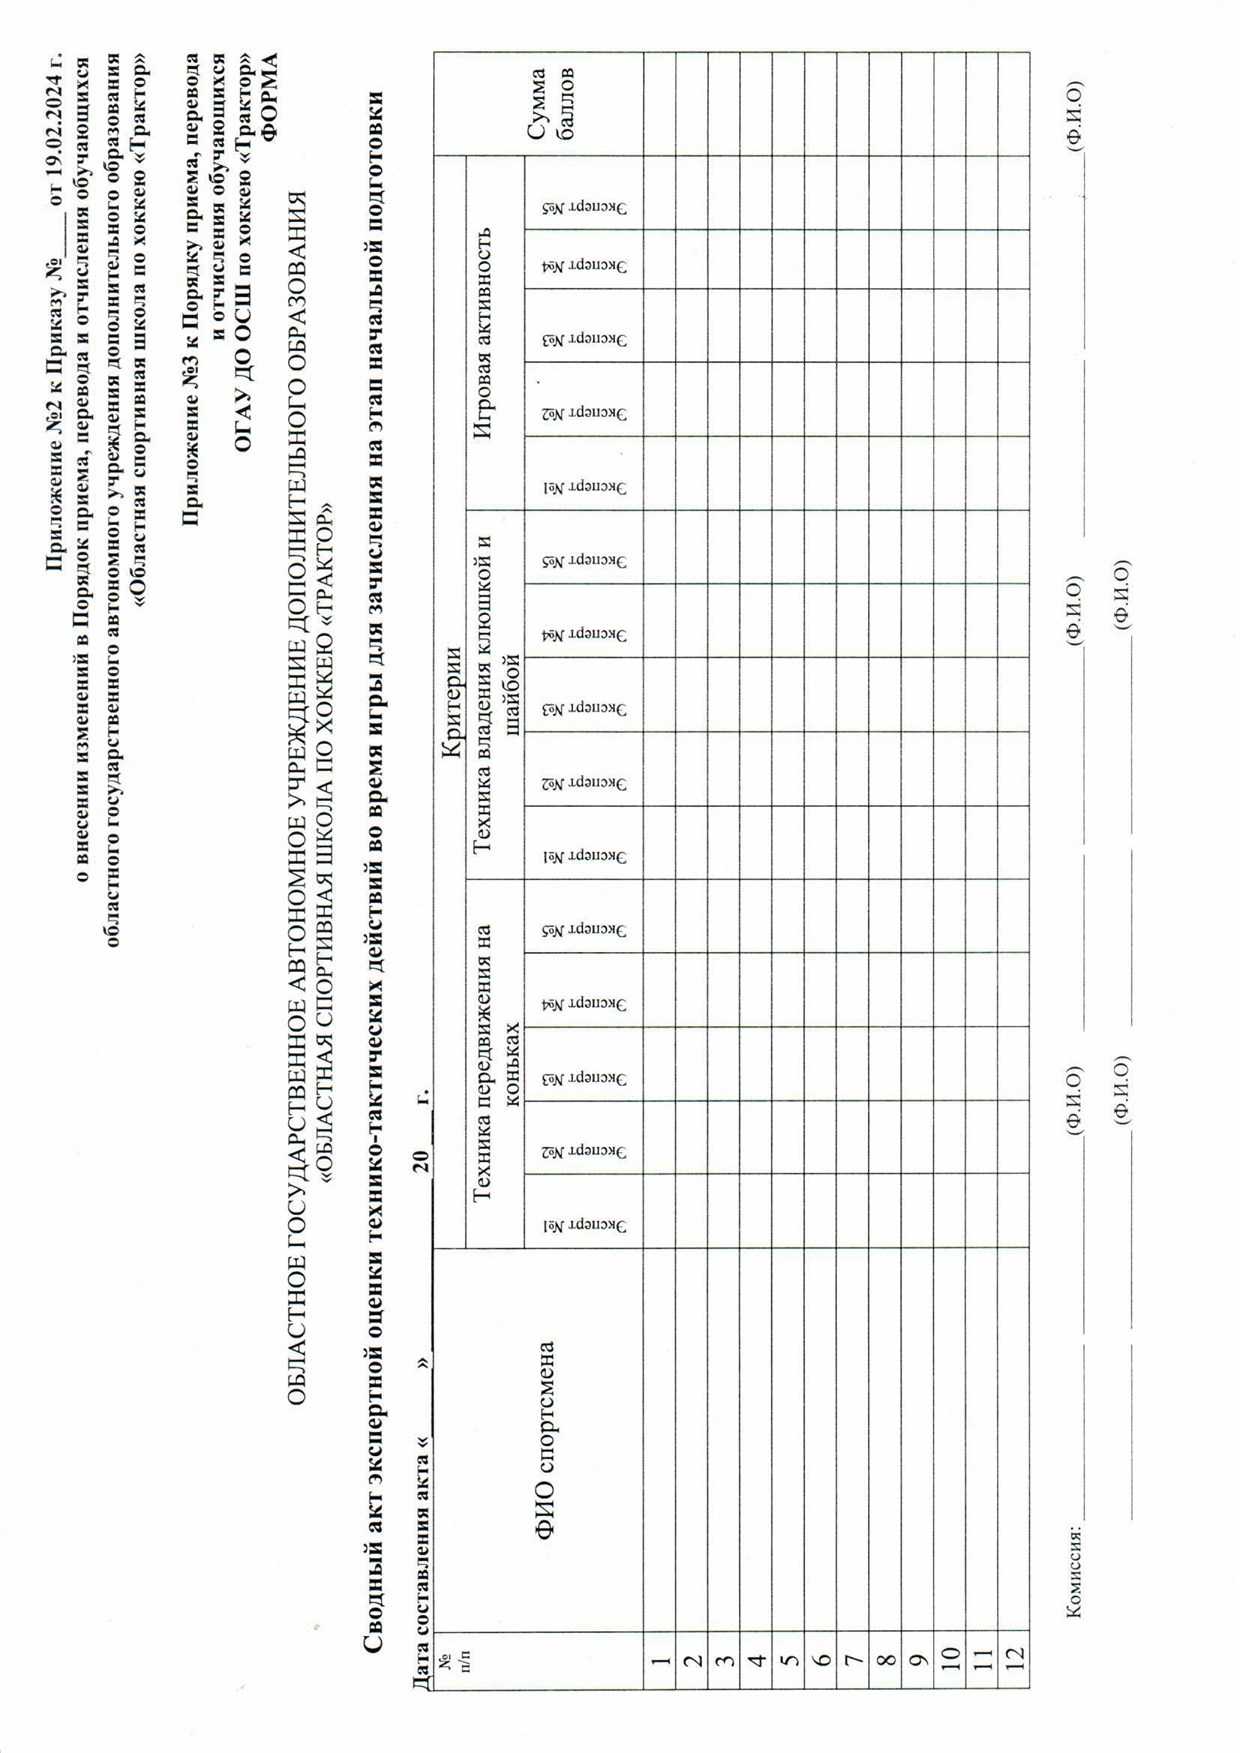 Приложение №2 к Приказу №____ от 19.02.2024 г.
о внесении изменений в Порядок приема, перевода и отчисления обучающихся
областного государственного автономного учреждения дополнительного образования
«Областная спортивная школа по хоккею «Трактор»
Приложение №3 к Порядку приема, перевода
и отчисления обучающихся
ОГАУ ДО ОСШ по хоккею «Трактор»
ФОРМА
ОБЛАСТНОЕ ГОСУДАРСТВЕННОЕ АВТОНОМНОЕ УЧРЕЖДЕНИЕ ДОПОЛНИТЕЛЬНОГО ОБРАЗОВАНИЯ
«ОБЛАСТНАЯ СПОРТИВНАЯ ШКОЛА ПО ХОККЕЮ «ТРАКТОР»
Сводный акт экспертной оценки технико-тактических действий во время игры для зачисления на этап начальной подготовки
Дата составления акта «______» ________________ 20____ г.
№ п/п
ФИО спортсмена
Критерии
Сумма баллов
Техника передвижения на коньках
Техника владения клюшкой и шайбой
Игровая активность
Эксперт №1 Эксперт №2 Эксперт №3 Эксперт №4 Эксперт №5 Эксперт №1 Эксперт №2 Эксперт №3 Эксперт №4 Эксперт №5 Эксперт №1 Эксперт №2 Эксперт №3 Эксперт №4 Эксперт №5
1
2
3
4
5
6
7
8
9
10
11
12
Комиссия: ________________ ________________(Ф.И.О) ________________ ________________(Ф.И.О) ________________ ________________(Ф.И.О)
________________ ________________(Ф.И.О) ________________ ________________(Ф.И.О)